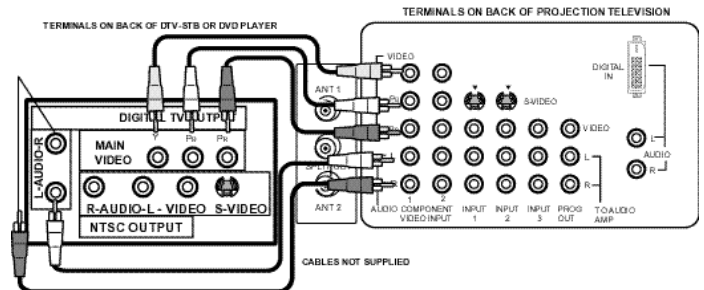 TERMINALS ON BACK OF PROJECTION TELEVISION
TERMINALS ON BACK OF DTV-STB OR DVD PLAYER
VIDEO
DIGITAL
IN
ANT 1
PB
S-VIDEO
DIGITAL TV OUTPUT
Y
PR
PR
MAIN
VIDEO
VIDEO
L-AUDIO-R
L
AUDIO
R
L
R
R
R-AUDIO-L - VIDEO
S-VIDEO
ANT 2
NTSC OUTPUT
AUDIO
1
COMPONENT
VIDEO INPUT
2
INPUT
1
INPUT
2
INPUT
3
PROG
OUT
TO AUDIO
AMP
CABLES NOT SUPPLIED